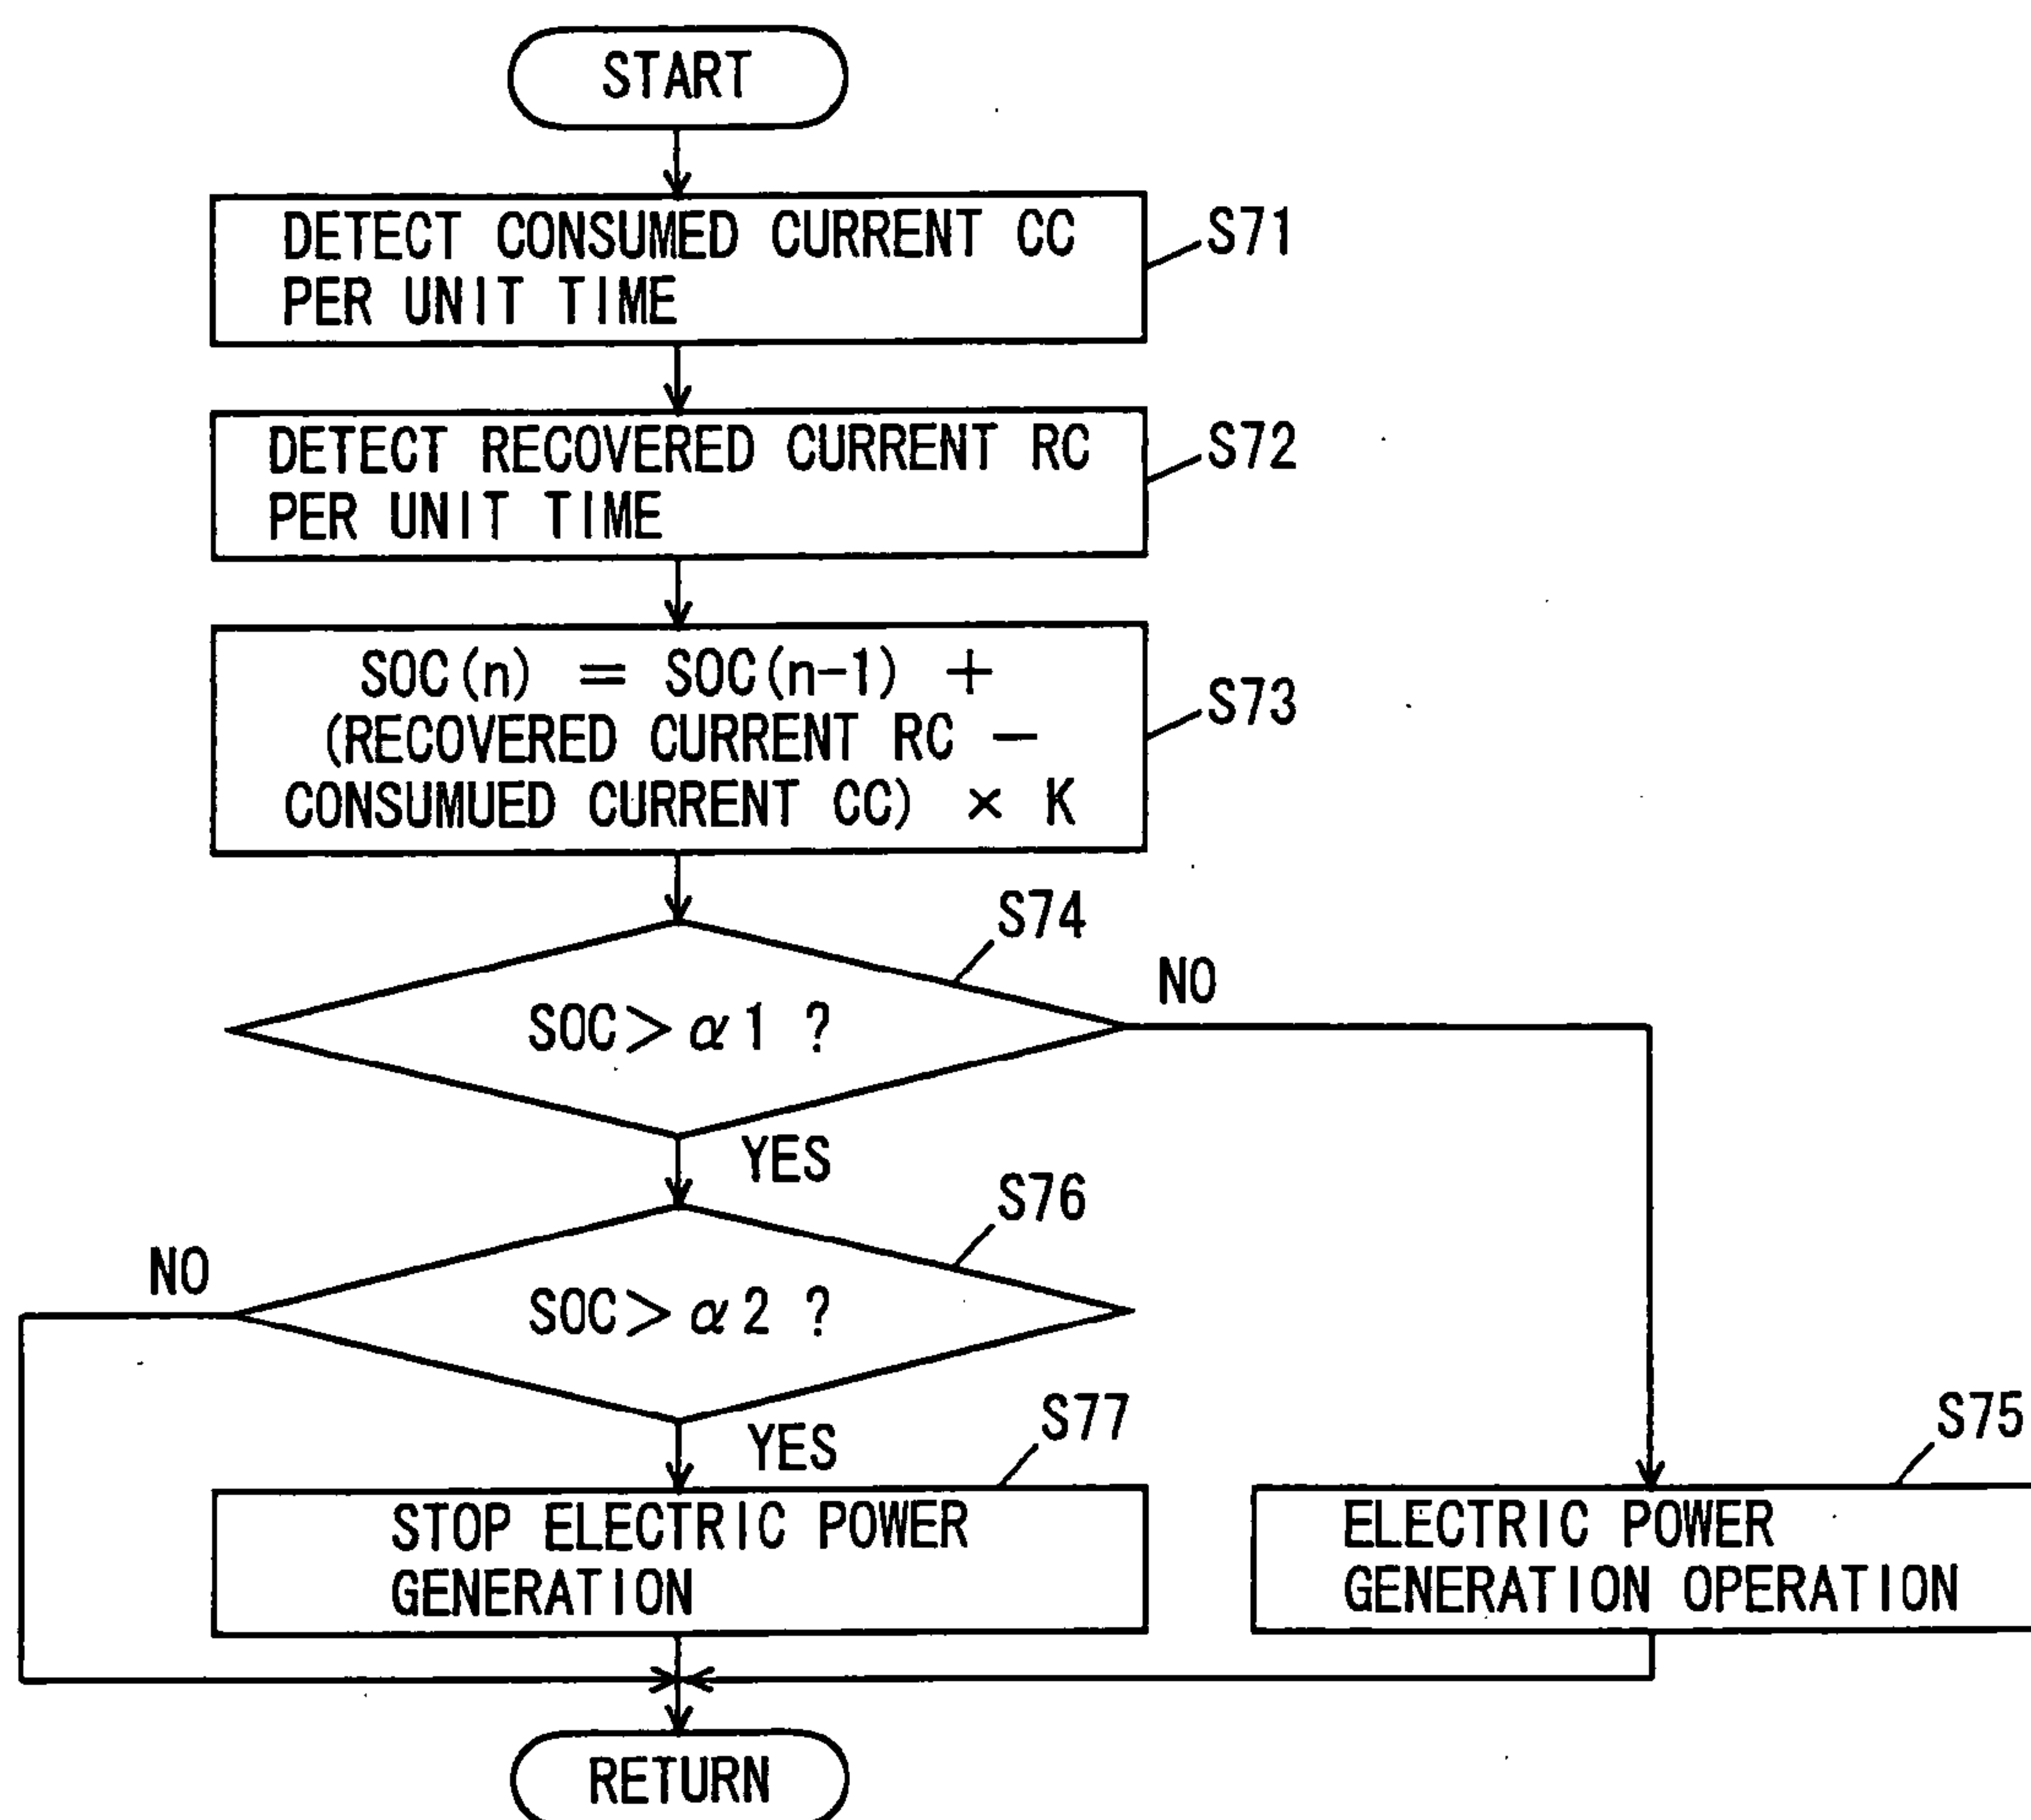 START
DETECT CONSUMED CURRENT CC
PER UNIT TIME
S71
DETECT RECOVERED CURRENT RC
PER UNIT TIME
S72
SOC(n) = SOC(n-1) +
(RECOVERED CURRENT RC -
CONSUMUED CURRENT CC) × K
S73
S74
SOC > α1 ?
NO
YES
S76
SOC > α2 ?
NO
YES
S77
STOP ELECTRIC POWER
GENERATION
S75
ELECTRIC POWER
GENERATION OPERATION
RETURN